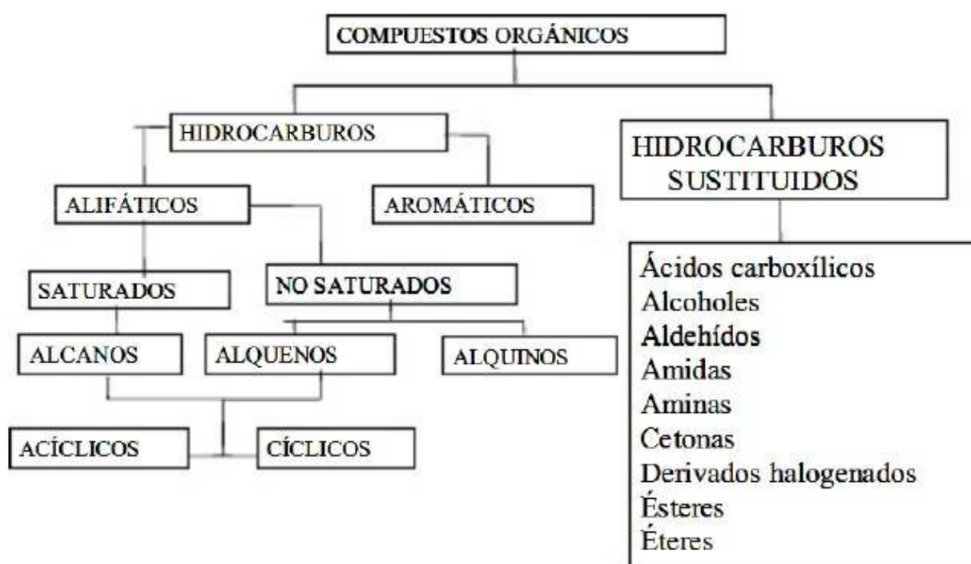 COMPUESTOS ORGÁNICOS
HIDROCARBUROS
HIDROCARBUROS
SUSTITUIDOS
ALIFÁTICOS
AROMÁTICOS
SATURADOS
NO SATURADOS
ALCANOS
ALQUENOS
ALQUINOS
ACÍCLICOS
CÍCLICOS
Ácidos carboxílicos
Alcoholes
Aldehídos
Amidas
Aminas
Cetonas
Derivados halogenados
Ésteres
Éteres